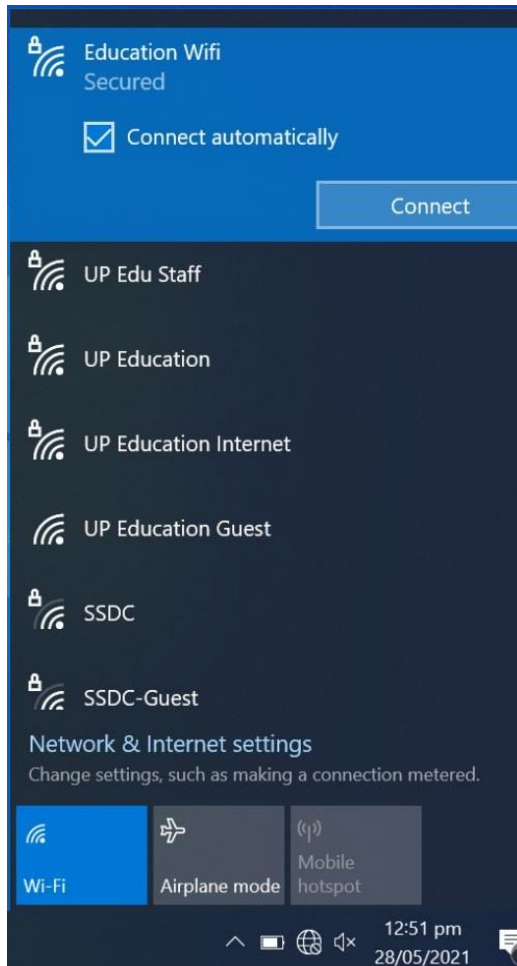 Education Wifi
Secured
Connect automatically
Connect
UP Edu Staff
UP Education
UP Education Internet
UP Education Guest
SSDC
SSDC-Guest
Network & Internet settings
Change settings, such as making a connection metered.
Wi-Fi
Airplane mode
Mobile
hotspot
12:51 pm
28/05/2021